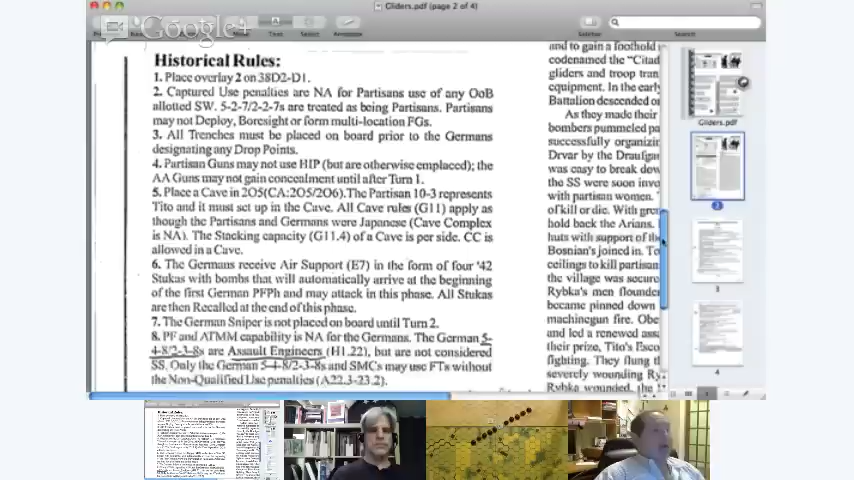 Gliders.pdf (page 2 of 4)
Google+
Historical Rules:
1. Place overlay 2 on 38D2-D1.
2. Captured Use penalties are NA for Partisans use of any OoB
allotted SW. 5-2-7/2-2-7s are treated as being Partisans. Partisans
may not Deploy, Boresight or form multi-location FGs.
3. All Trenches must be placed on board prior to the Germans
designating any Drop Points.
4. Partisan Guns may not use HIP (but are otherwise emplaced); the
AA Guns may not gain concealment until after Turn 1.
5. Place a Cave in 2O5(CA:2O5/2O6).The Partisan 10-3 represents
Tito and it must set up in the Cave. All Cave rules (G11) apply as
though the Partisans and Germans were Japanese (Cave Complex
is NA). The Stacking capacity (G11.4) of a Cave is per side. CC is
allowed in a Cave.
6. The Germans receive Air Support (E7) in the form of four '42
Stukas with bombs that will automatically arrive at the beginning
of the first German PFPh and may attack in this phase. All Stukas
are then Recalled at the end of this phase.
7. The German Sniper is not placed on board until Turn 2.
8. PF and ATMM capability is NA for the Germans. The German 5-
4-8/2-3-8s are Assault Engineers (H1.22), but are not considered
SS. Only the German 5-4-8/2-3-8s and SMCs may use FTs without
the Non-Qualified Use penalties (A22.3-23.2).
and to gain a foothold
codenamed the "Citad
gliders and troop tran
equipment. In the early
Battalion descended o
As they made their
bombers pummeled pa
successfully organizin
Drvar by the Draufgan
was easy to break dow
the SS were soon invo
with partisan women.
of kill or die. With
hold back the Arians.
huts with support of th
Bosnian's joined in. To
ceilings to kill partisan
the village was secure
Rybka's men flounder
became pinned down
machinegun fire.
and led a renewed assa
their prize, Tito's Esco
fighting. They flung
severely wounding Ry
Rybka wounded, the
Gliders.pdf
2
3
4
Sidebar
Search